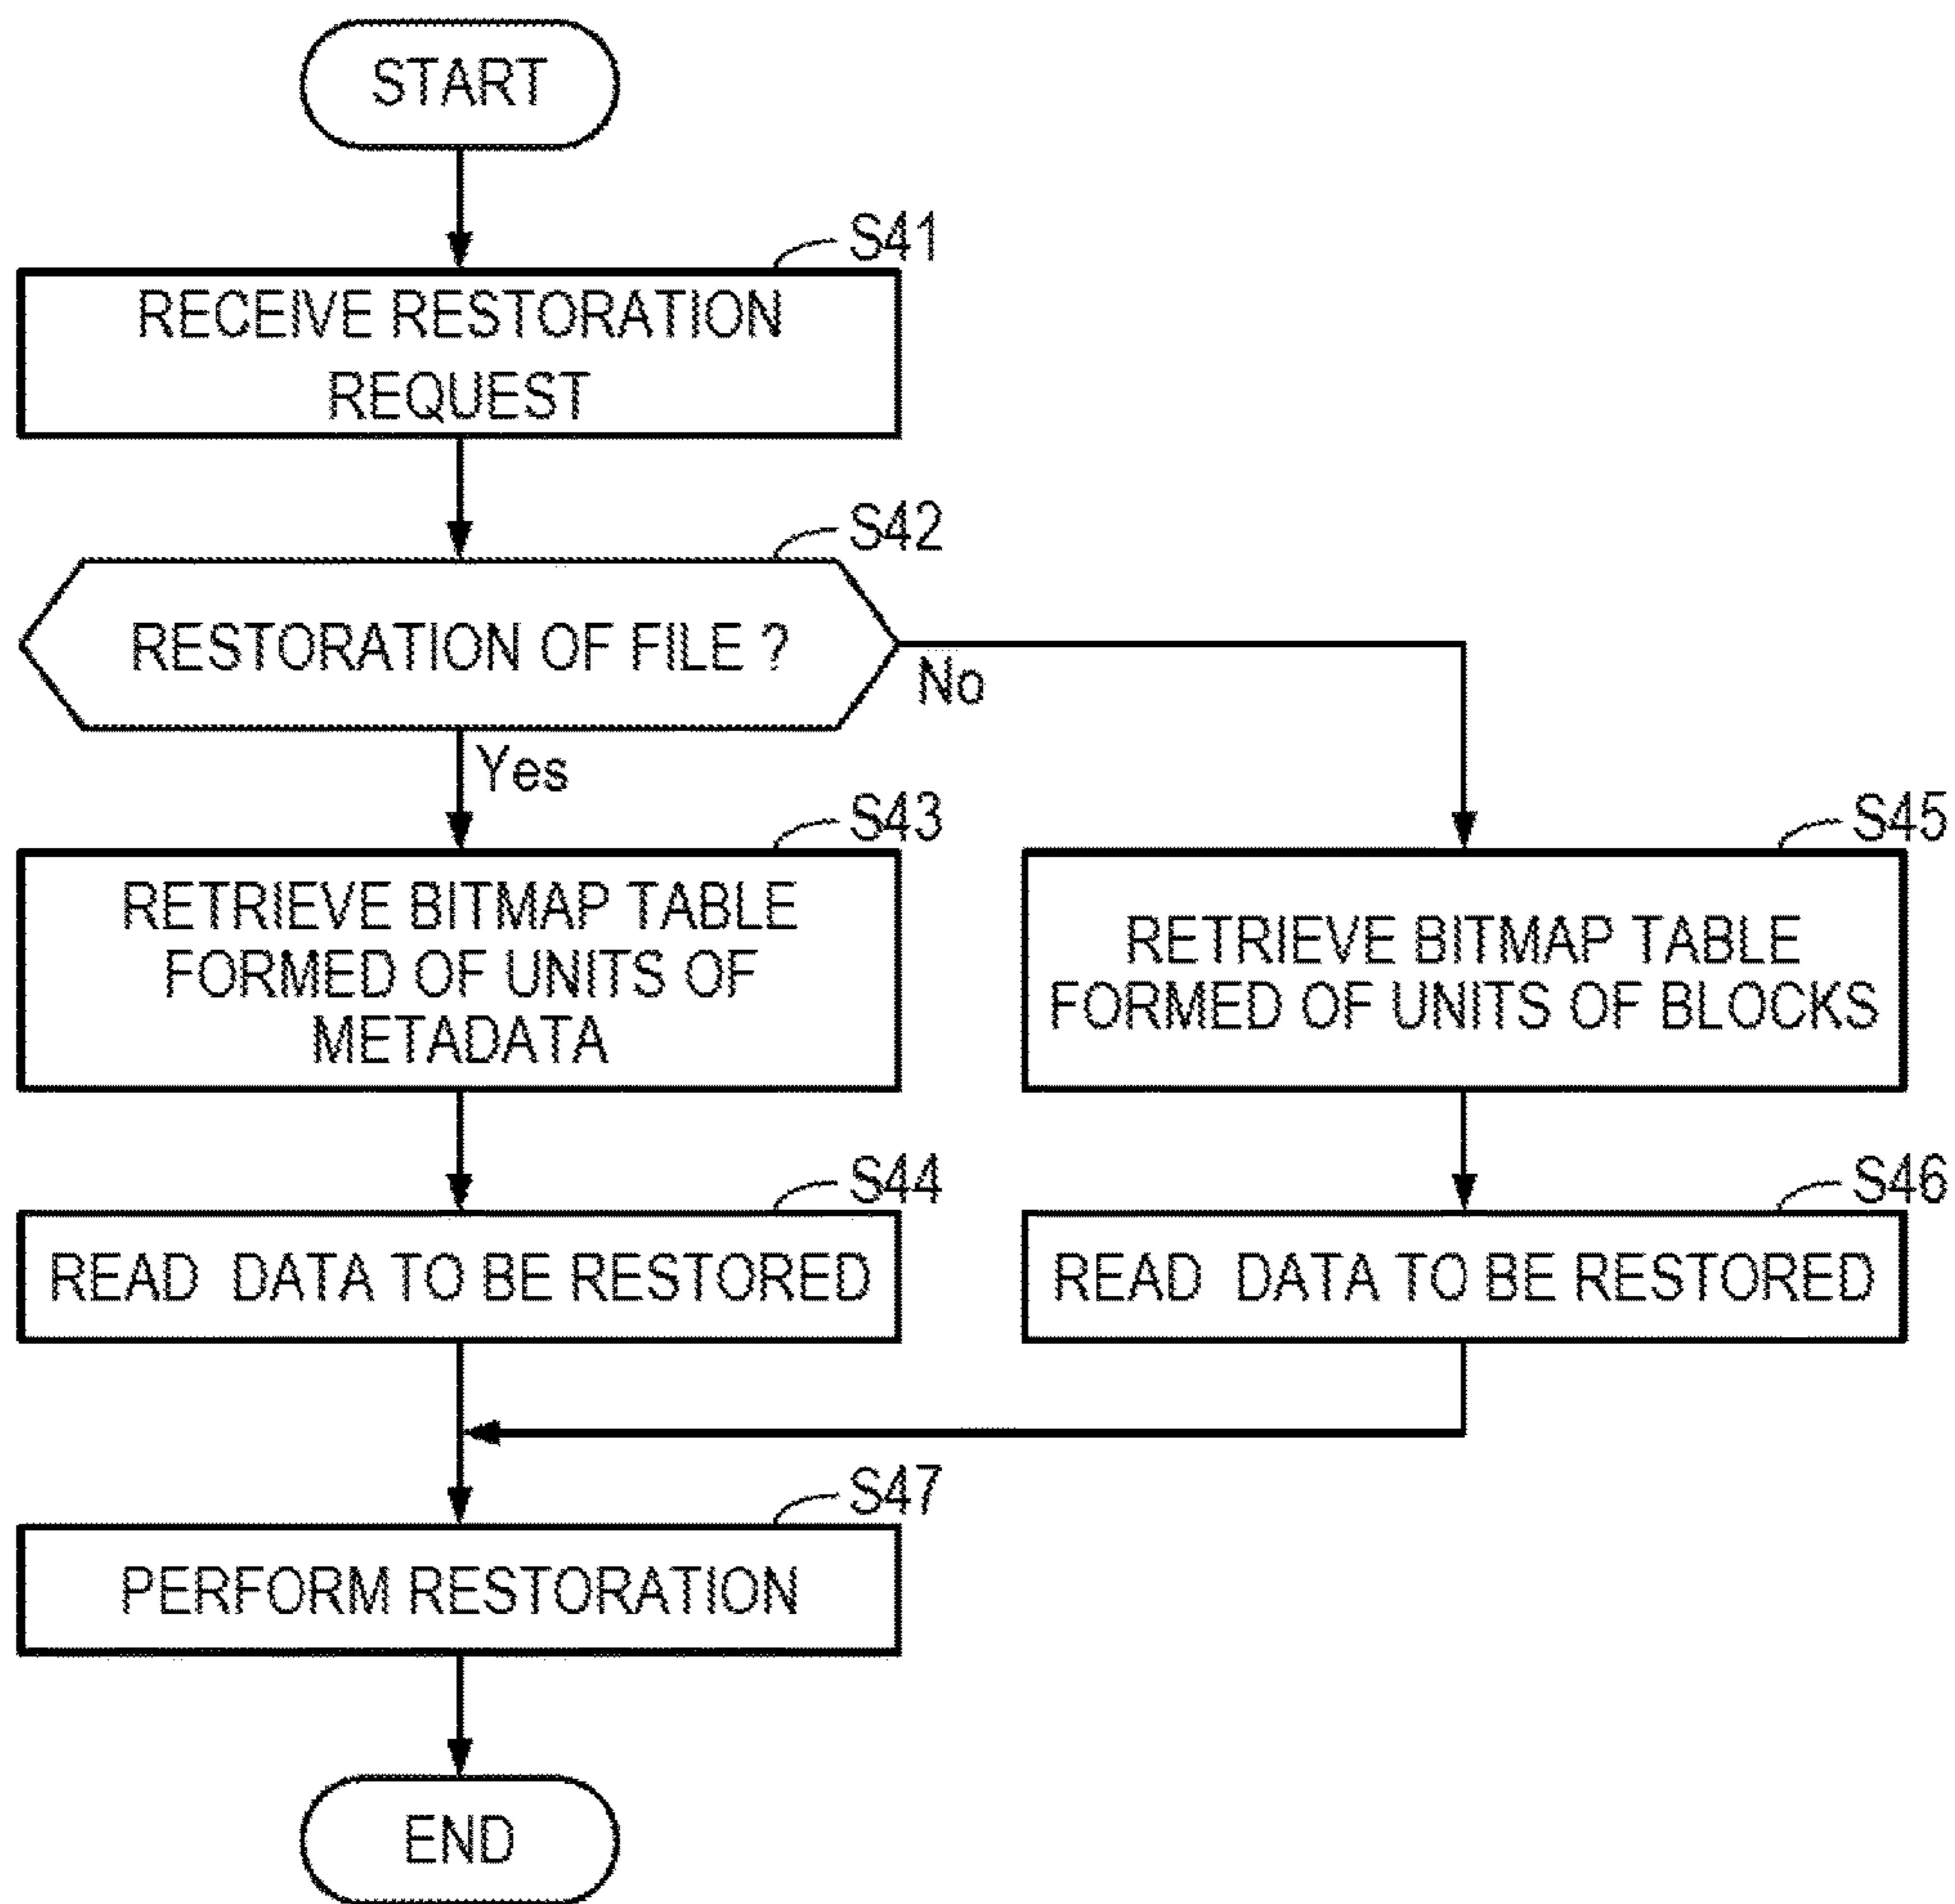 START
S41
RECEIVE RESTORATION
REQUEST
S42
RESTORATION OF FILE ?
No
Yes
S43
RETRIEVE BITMAP TABLE
FORMED OF UNITS OF
METADATA
S45
RETRIEVE BITMAP TABLE
FORMED OF UNITS OF BLOCKS
S44
READ DATA TO BE RESTORED
S46
READ DATA TO BE RESTORED
S47
PERFORM RESTORATION
END